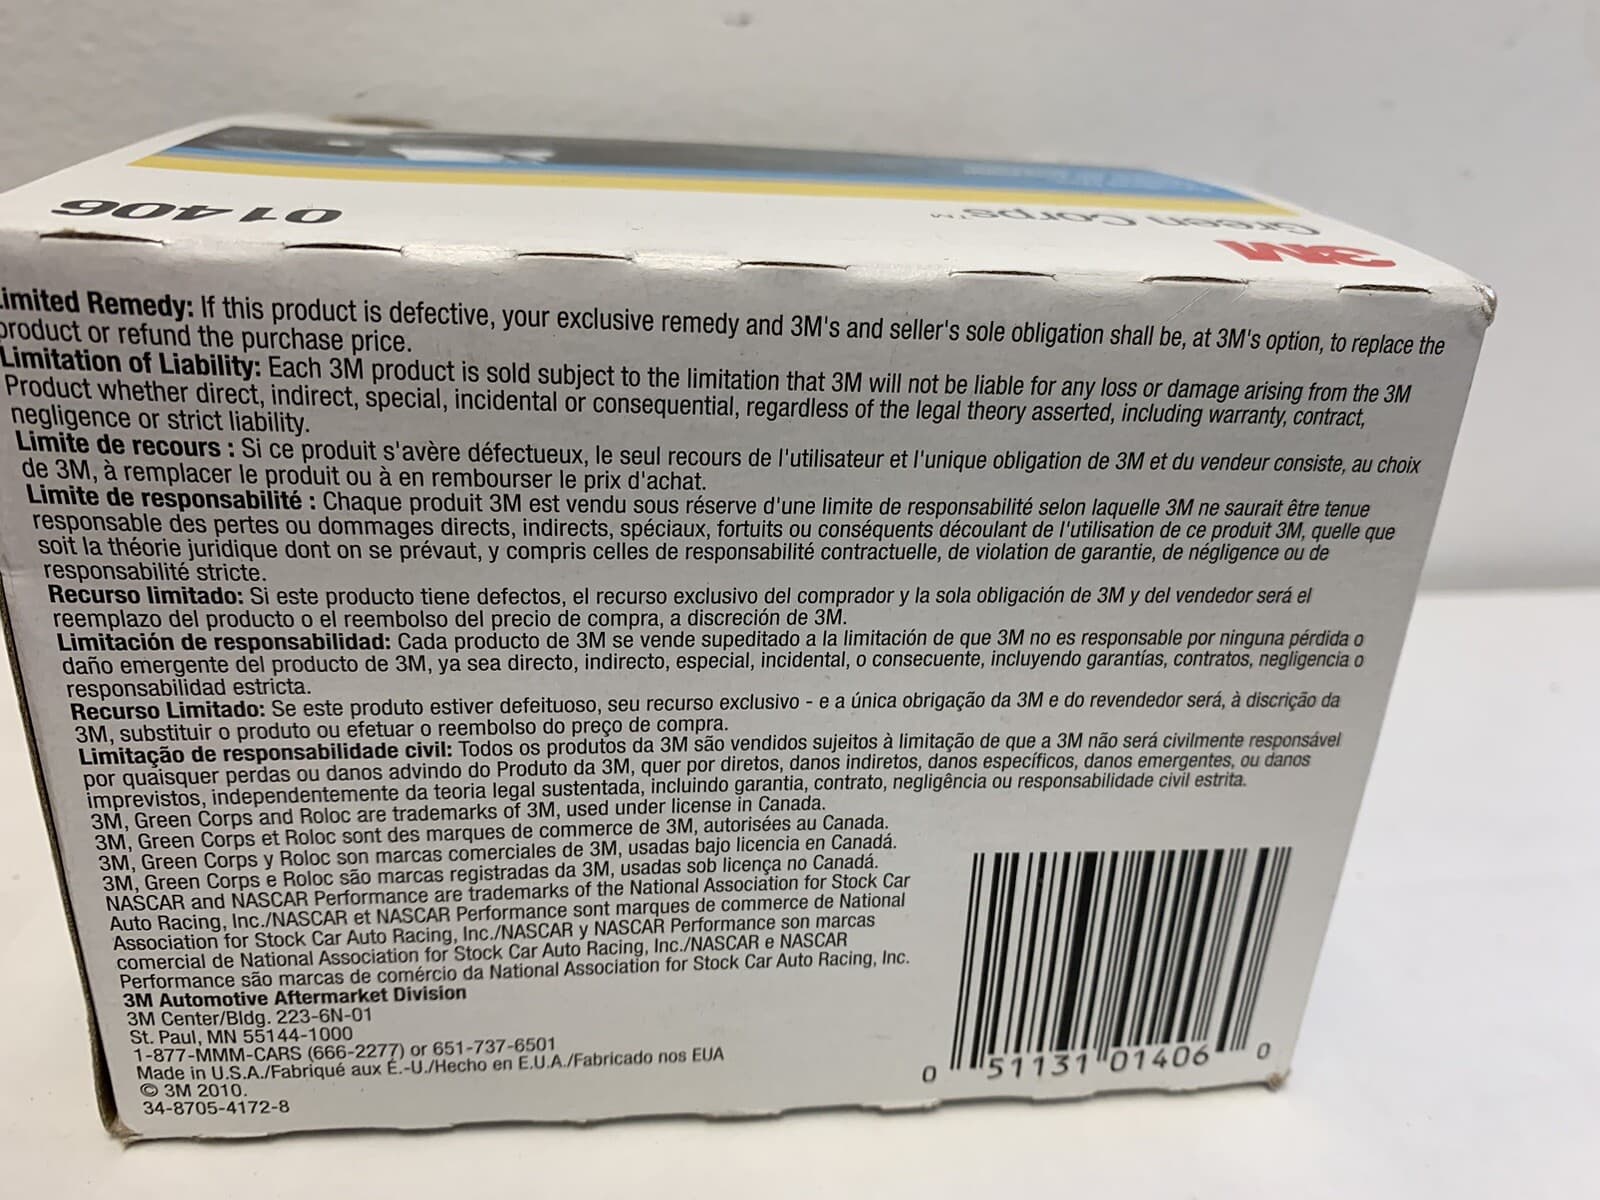 01406
Green Corps™
3M
Limited Remedy: If this product is defective, your exclusive remedy and 3M's and seller's sole obligation shall be, at 3M's option, to replace the
product or refund the purchase price.
Limitation of Liability: Each 3M product is sold subject to the limitation that 3M will not be liable for any loss or damage arising from the 3M
Product whether direct, indirect, special, incidental or consequential, regardless of the legal theory asserted, including warranty, contract,
negligence or strict liability.
Limite de recours : Si ce produit s'avère défectueux, le seul recours de l'utilisateur et l'unique obligation de 3M et du vendeur consiste, au choix
de 3M, à remplacer le produit ou à en rembourser le prix d'achat.
Limite de responsabilité : Chaque produit 3M est vendu sous réserve d'une limite de responsabilité selon laquelle 3M ne saurait être tenue
responsable des pertes ou dommages directs, indirects, spéciaux, fortuits ou conséquents découlant de l'utilisation de ce produit 3M, quelle que
soit la théorie juridique dont on se prévaut, y compris celles de responsabilité contractuelle, de violation de garantie, de négligence ou de
responsabilité stricte.
Recurso limitado: Si este producto tiene defectos, el recurso exclusivo del comprador y la sola obligación de 3M y del vendedor será el
reemplazo del producto o el reembolso del precio de compra, a discreción de 3M.
Limitación de responsabilidad: Cada producto de 3M se vende supeditado a la limitación de que 3M no es responsable por ninguna pérdida o
daño emergente del producto de 3M, ya sea directo, indirecto, especial, incidental, o consecuente, incluyendo garantías, contratos, negligencia o
responsabilidad estricta.
Recurso Limitado: Se este produto estiver defeituoso, seu recurso exclusivo - e a única obrigação da 3M e do revendedor será, à discrição da
3M, substituir o produto ou efetuar o reembolso do preço de compra.
Limitação de responsabilidade civil: Todos os produtos da 3M são vendidos sujeitos à limitação de que a 3M não será civilmente responsável
por quaisquer perdas ou danos advindo do Produto da 3M, quer por diretos, danos indiretos, danos específicos, danos emergentes, ou danos
imprevistos, independentemente da teoria legal sustentada, incluindo garantia, contrato, negligência ou responsabilidade civil estrita.
3M, Green Corps and Roloc are trademarks of 3M, used under license in Canada.
3M, Green Corps et Roloc sont des marques de commerce de 3M, autorisées au Canada.
3M, Green Corps y Roloc son marcas comerciales de 3M, usadas bajo licencia en Canadá.
3M, Green Corps e Roloc são marcas registradas da 3M, usadas sob licença no Canadá.
NASCAR and NASCAR Performance are trademarks of the National Association for Stock Car
Auto Racing, Inc./NASCAR et NASCAR Performance sont marques de commerce de National
Association for Stock Car Auto Racing, Inc./NASCAR y NASCAR Performance son marcas
comercial de National Association for Stock Car Auto Racing, Inc./NASCAR e NASCAR
Performance são marcas de comércio da National Association for Stock Car Auto Racing, Inc.
3M Automotive Aftermarket Division
3M Center/Bldg. 223-6N-01
St. Paul, MN 55144-1000
1-877-MMM-CARS (666-2277) or 651-737-6501
Made in U.S.A./Fabriqué aux É.-U./Hecho en E.U.A./Fabricado nos EUA
© 3M 2010.
34-8705-4172-8
0 51131 01406 0